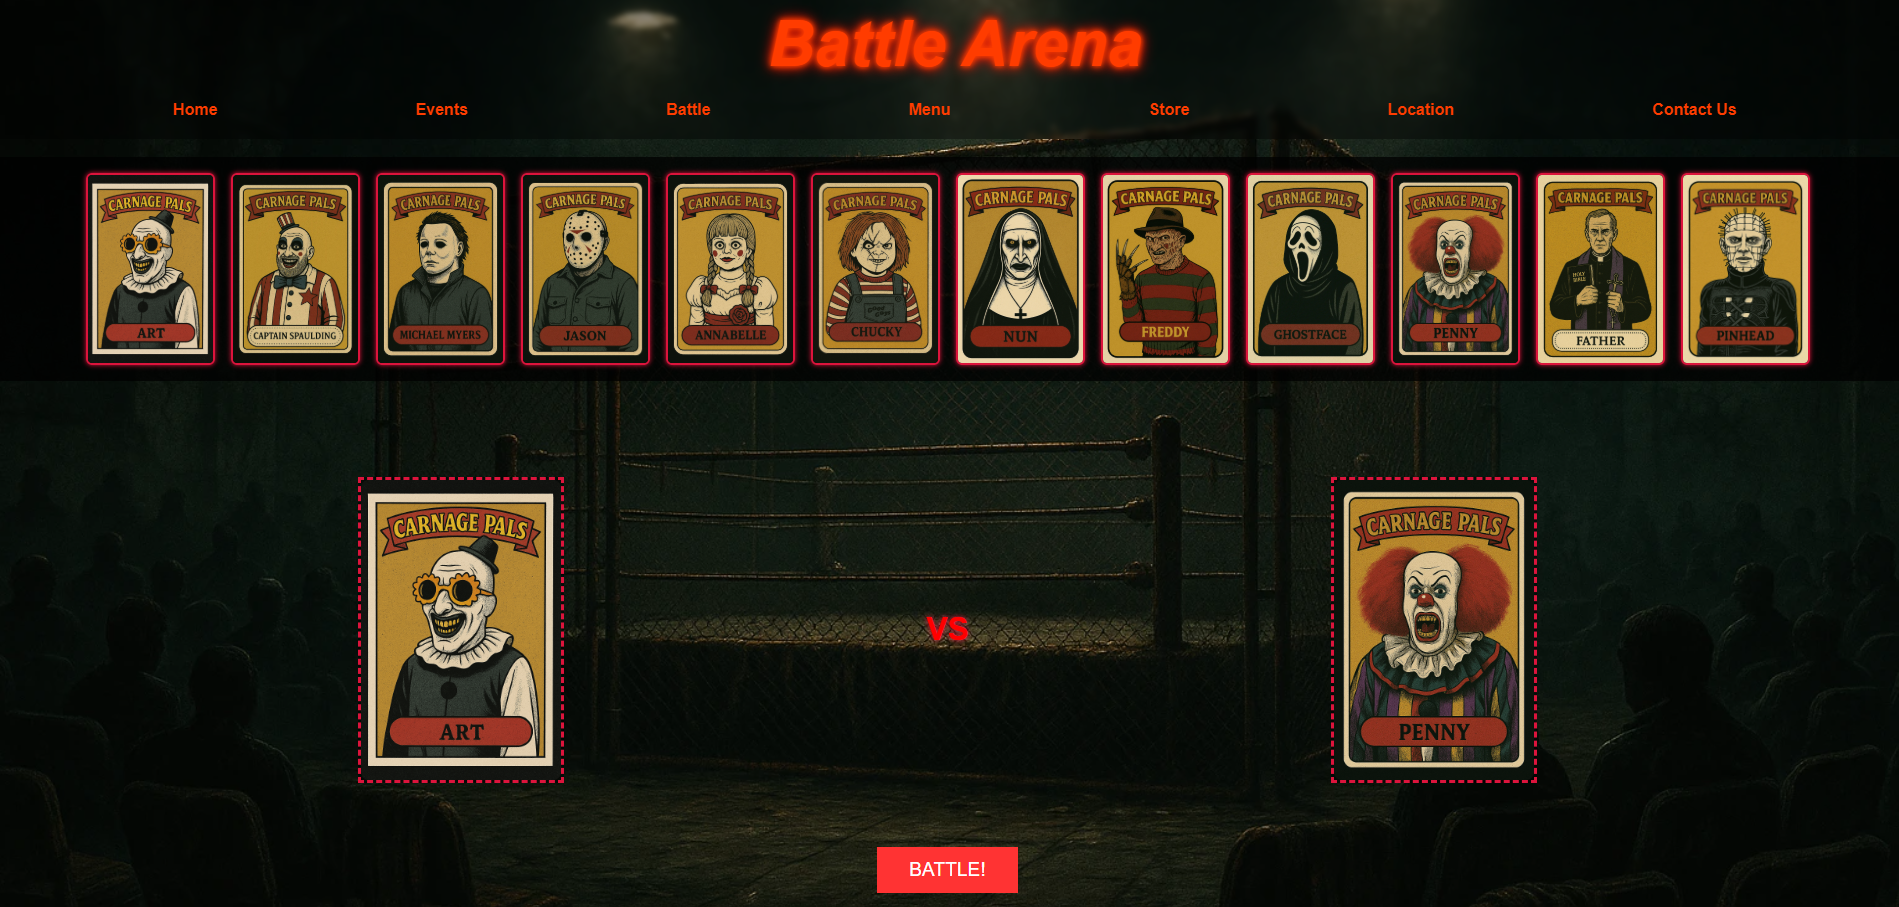 Battle Arena
Home Events Battle Menu Store Location Contact Us
CARNAGE PALS CARNAGE PALS CARNAGE PALS CARNAGE PALS CARNAGE PALS CARNAGE PALS CARNAGE PALS CARNAGE PALS CARNAGE PALS CARNAGE PALS CARNAGE PALS CARNAGE PALS
HOLY BIBLE
ART CAPTAIN SPAULDING MICHAEL MYERS JASON ANNABELLE CHUCKY NUN FREDDY GHOSTFACE PENNY FATHER PINHEAD
CARNAGE PALS CARNAGE PALS
VS
ART PENNY
BATTLE!